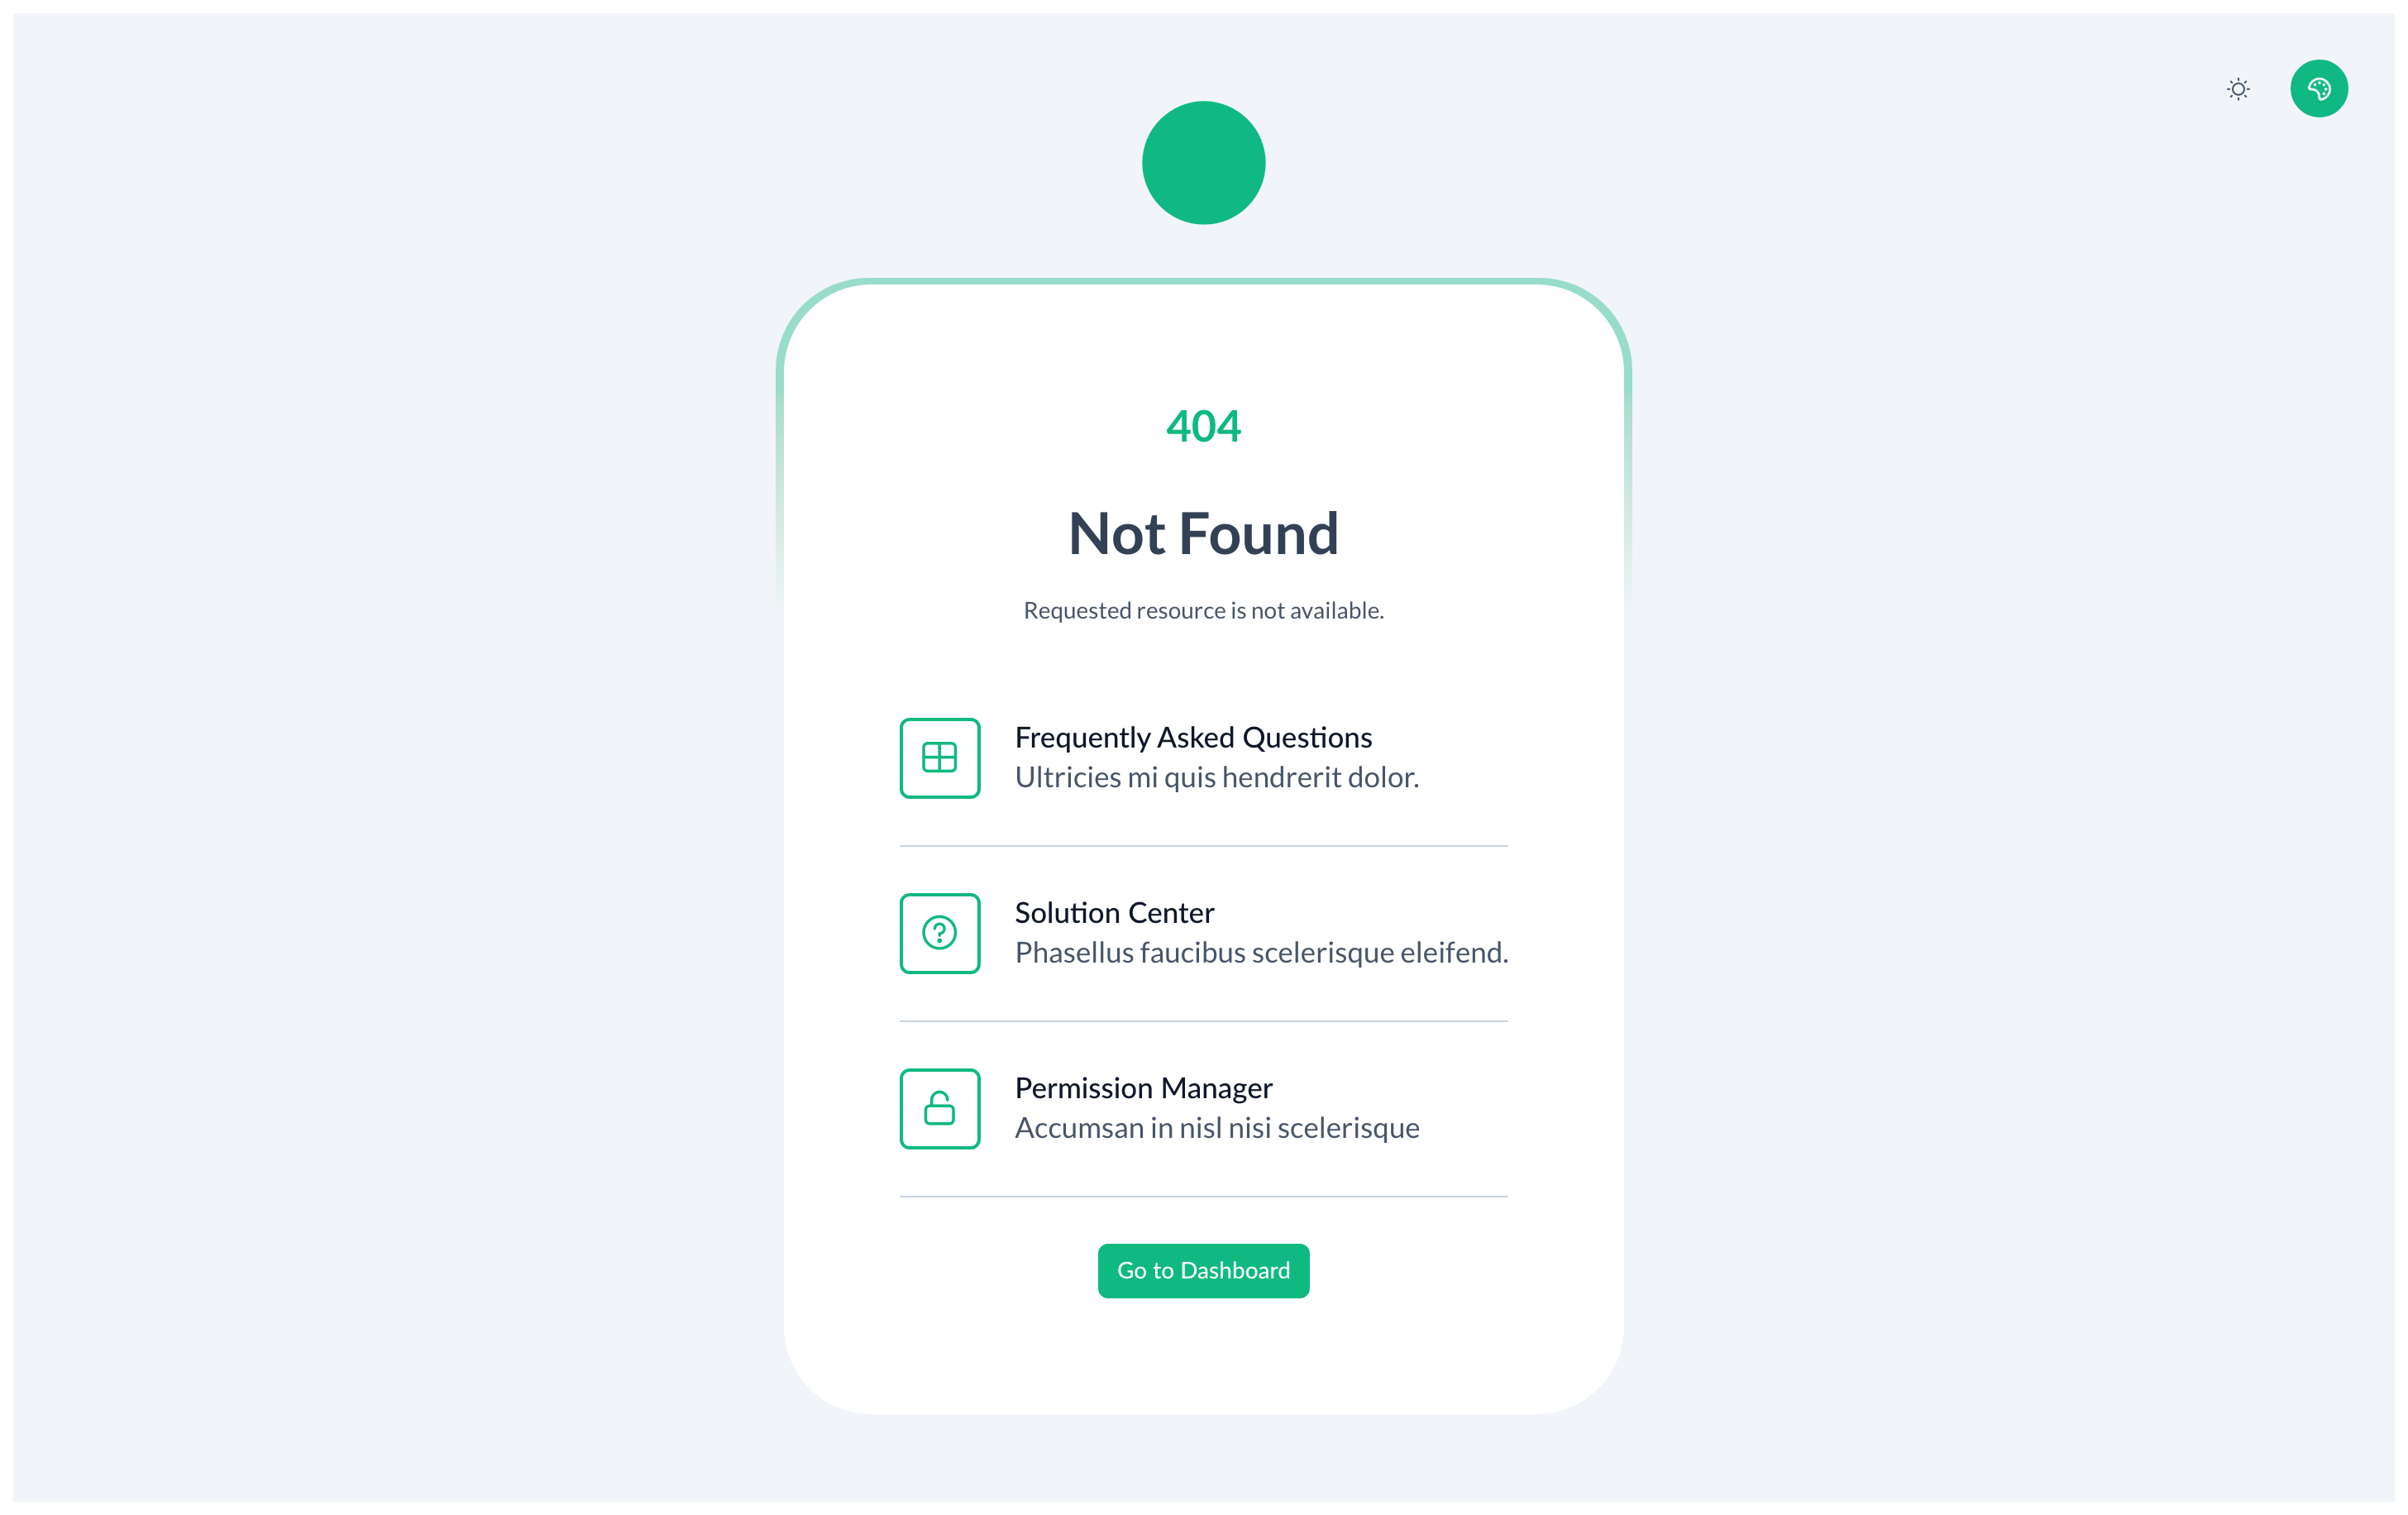 404
Not Found
Requested resource is not available.
Frequently Asked Questions
Ultricies mi quis hendrerit dolor.
Solution Center
Phasellus faucibus scelerisque eleifend.
Permission Manager
Accumsan in nisl nisi scelerisque
Go to Dashboard